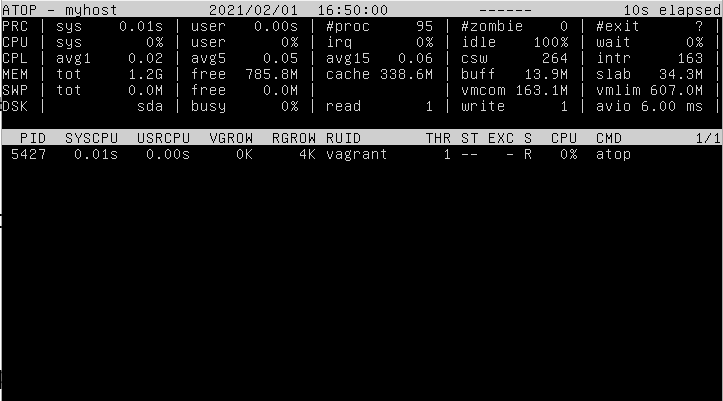 ATOP - myhost 2021/02/01 16:50:00 ------ 10s elapsed
PRC | sys 0.01s | user 0.00s | #proc 95 | #zombie 0 | #exit ? |
CPU | sys 0% | user 0% | irq 0% | idle 100% | wait 0% |
CPL | avg1 0.02 | avg5 0.05 | avg15 0.06 | csw 264 | intr 163 |
MEM | tot 1.2G | free 785.8M | cache 338.6M | buff 13.9M | slab 34.3M |
SWP | tot 0.0M | free 0.0M | | vmcom 163.1M | vmlim 607.0M |
DSK | sda | busy 0% | read 1 | write 1 | avio 6.00 ms |
PID SYSCPU USRCPU VGROW RGROW RUID THR ST EXC S CPU CMD 1/1
5427 0.01s 0.00s 0K 4K vagrant 1 -- - R 0% atop